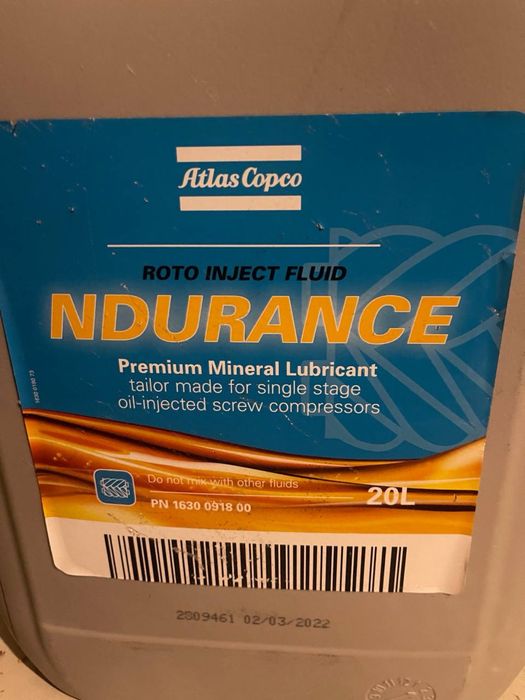 Atlas Copco
ROTO INJECT FLUID
NDURANCE
Premium Mineral Lubricant
tailor made for single stage
oil-injected screw compressors
Do not mix with other fluids
PN 1630 0918 00
20L
2809461 02/03/2022